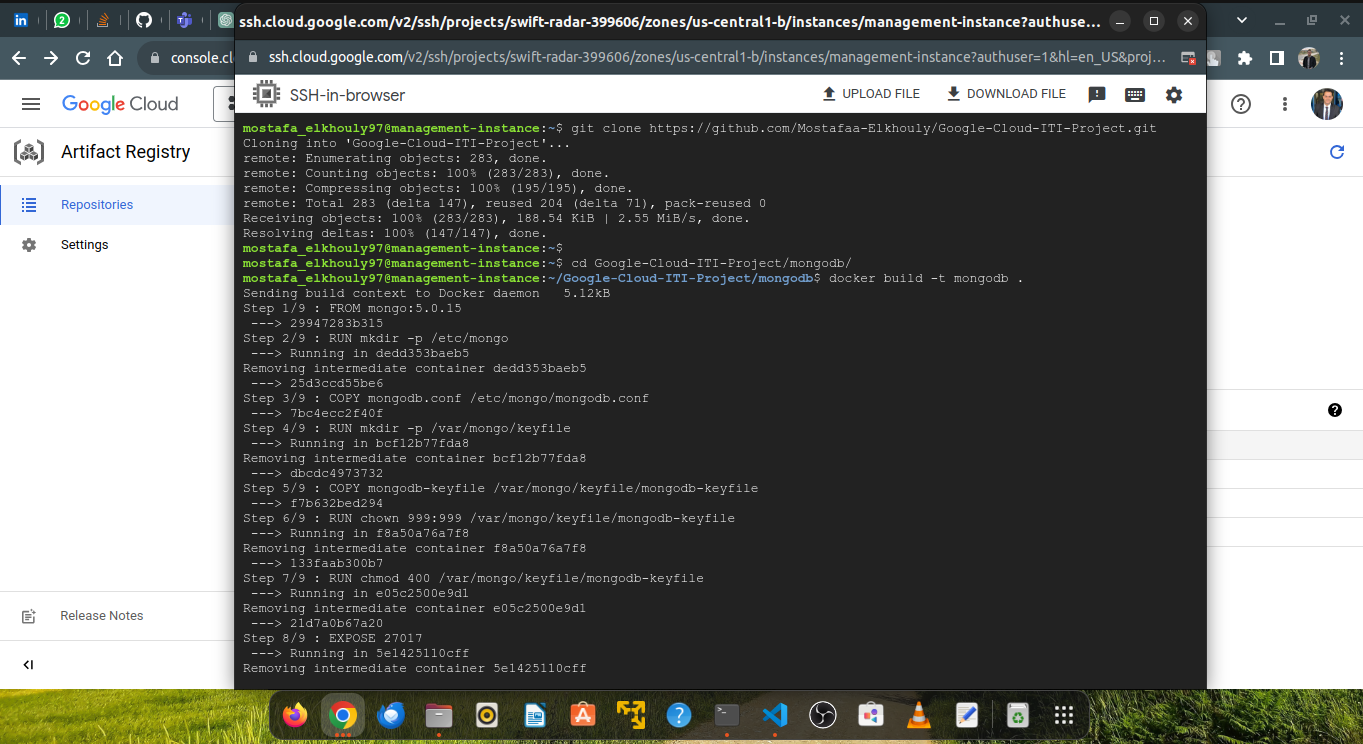 ssh.cloud.google.com/v2/ssh/projects/swift-radar-399606/zones/us-central1-b/instances/management-instance?authuse...
console.cl
ssh.cloud.google.com/v2/ssh/projects/swift-radar-399606/zones/us-central1-b/instances/management-instance?authuser=1&hl=en_US&proj...
Google Cloud
SSH-in-browser
UPLOAD FILE
DOWNLOAD FILE
Artifact Registry
Repositories
Settings
Release Notes
mostafa_elkhouly97@management-instance:~$ git clone https://github.com/Mostafaa-Elkhouly/Google-Cloud-ITI-Project.git
Cloning into 'Google-Cloud-ITI-Project'...
remote: Enumerating objects: 283, done.
remote: Counting objects: 100% (283/283), done.
remote: Compressing objects: 100% (195/195), done.
remote: Total 283 (delta 147), reused 204 (delta 71), pack-reused 0
Receiving objects: 100% (283/283), 188.54 KiB | 2.55 MiB/s, done.
Resolving deltas: 100% (147/147), done.
mostafa_elkhouly97@management-instance:~$
mostafa_elkhouly97@management-instance:~$ cd Google-Cloud-ITI-Project/mongodb/
mostafa_elkhouly97@management-instance:~/Google-Cloud-ITI-Project/mongodb$ docker build -t mongodb .
Sending build context to Docker daemon   5.12kB
Step 1/9 : FROM mongo:5.0.15
 ---> 29947283b315
Step 2/9 : RUN mkdir -p /etc/mongo
 ---> Running in dedd353baeb5
Removing intermediate container dedd353baeb5
 ---> 25d3ccd55be6
Step 3/9 : COPY mongodb.conf /etc/mongo/mongodb.conf
 ---> 7bc4ecc2f40f
Step 4/9 : RUN mkdir -p /var/mongo/keyfile
 ---> Running in bcf12b77fda8
Removing intermediate container bcf12b77fda8
 ---> dbcdc4973732
Step 5/9 : COPY mongodb-keyfile /var/mongo/keyfile/mongodb-keyfile
 ---> f7b632bed294
Step 6/9 : RUN chown 999:999 /var/mongo/keyfile/mongodb-keyfile
 ---> Running in f8a50a76a7f8
Removing intermediate container f8a50a76a7f8
 ---> 133faab300b7
Step 7/9 : RUN chmod 400 /var/mongo/keyfile/mongodb-keyfile
 ---> Running in e05c2500e9d1
Removing intermediate container e05c2500e9d1
 ---> 21d7a0b67a20
Step 8/9 : EXPOSE 27017
 ---> Running in 5e1425110cff
Removing intermediate container 5e1425110cff